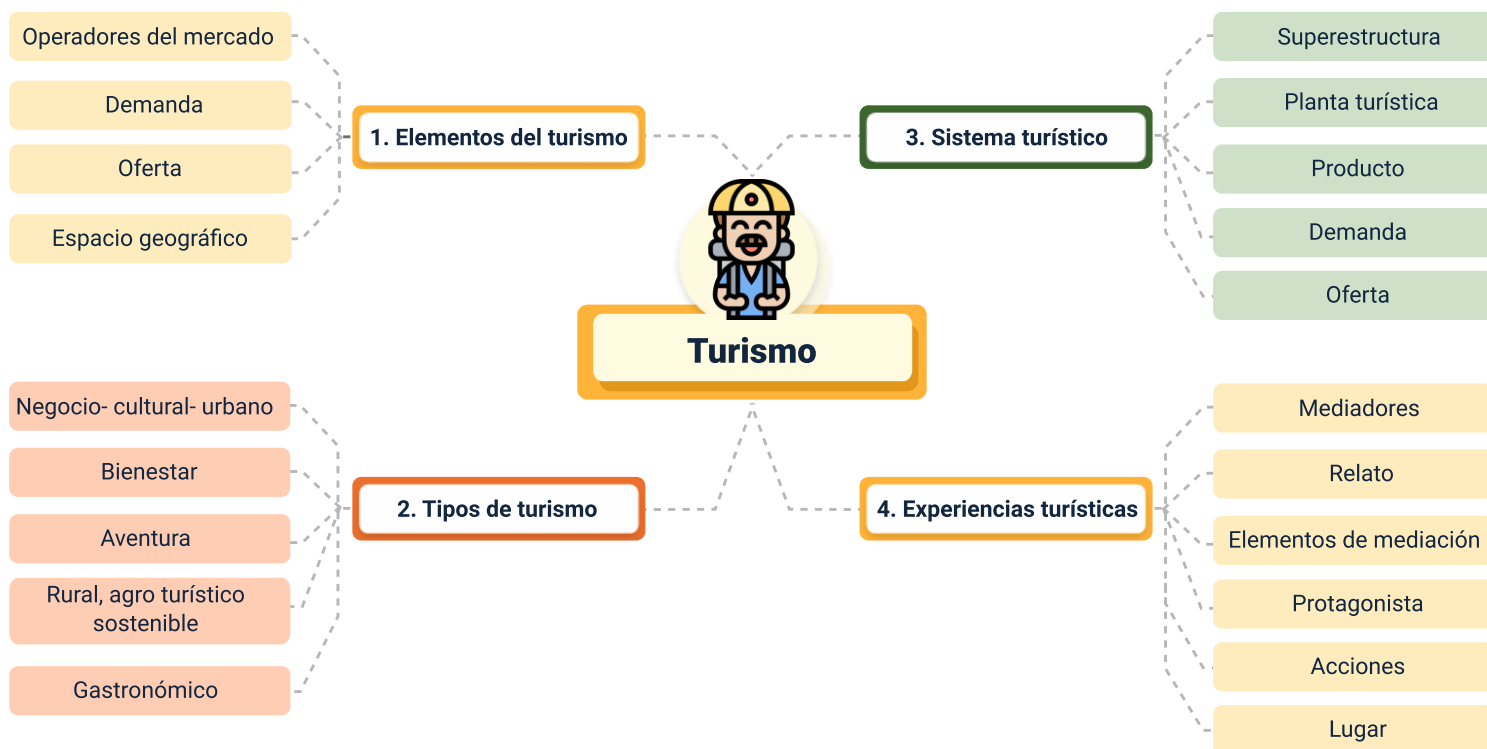 Turismo
1. Elementos del turismo
Operadores del mercado
Demanda
Oferta
Espacio geográfico
2. Tipos de turismo
Negocio- cultural- urbano
Bienestar
Aventura
Rural, agro turístico
sostenible
Gastronómico
3. Sistema turístico
Superestructura
Planta turística
Producto
Demanda
Oferta
4. Experiencias turísticas
Mediadores
Relato
Elementos de mediación
Protagonista
Acciones
Lugar